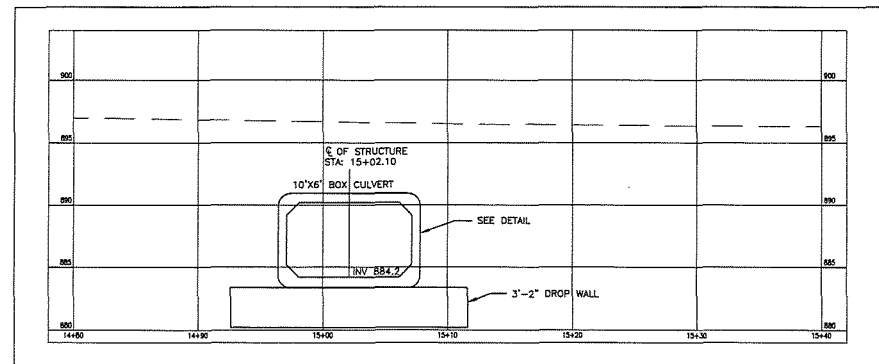 900 900
895 895
℄ OF STRUCTURE
STA: 15+02.10
10'X6' BOX CULVERT
890 890
SEE DETAIL
885 885
INV 884.2
3'-2" DROP WALL
880 880
14+80 14+90 15+00 15+10 15+20 15+30 15+40